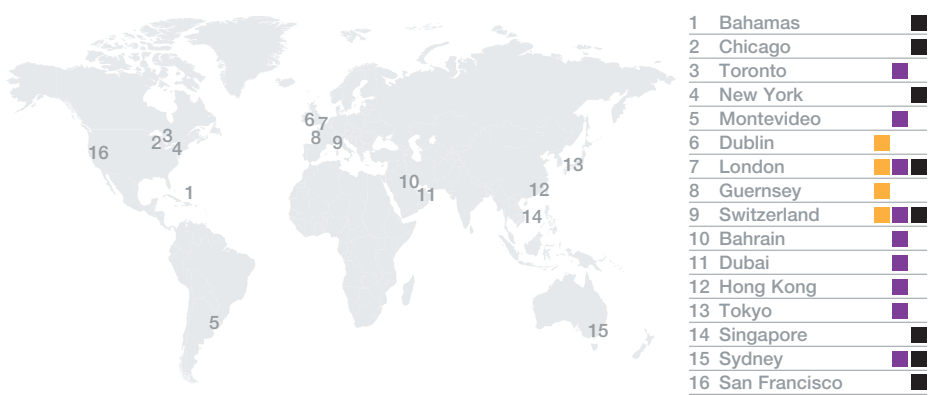 6 7
8 9
2 3
4
16
1
10
11
12
13
14
5
15
1 Bahamas
2 Chicago
3 Toronto
4 New York
5 Montevideo
6 Dublin
7 London
8 Guernsey
9 Switzerland
10 Bahrain
11 Dubai
12 Hong Kong
13 Tokyo
14 Singapore
15 Sydney
16 San Francisco